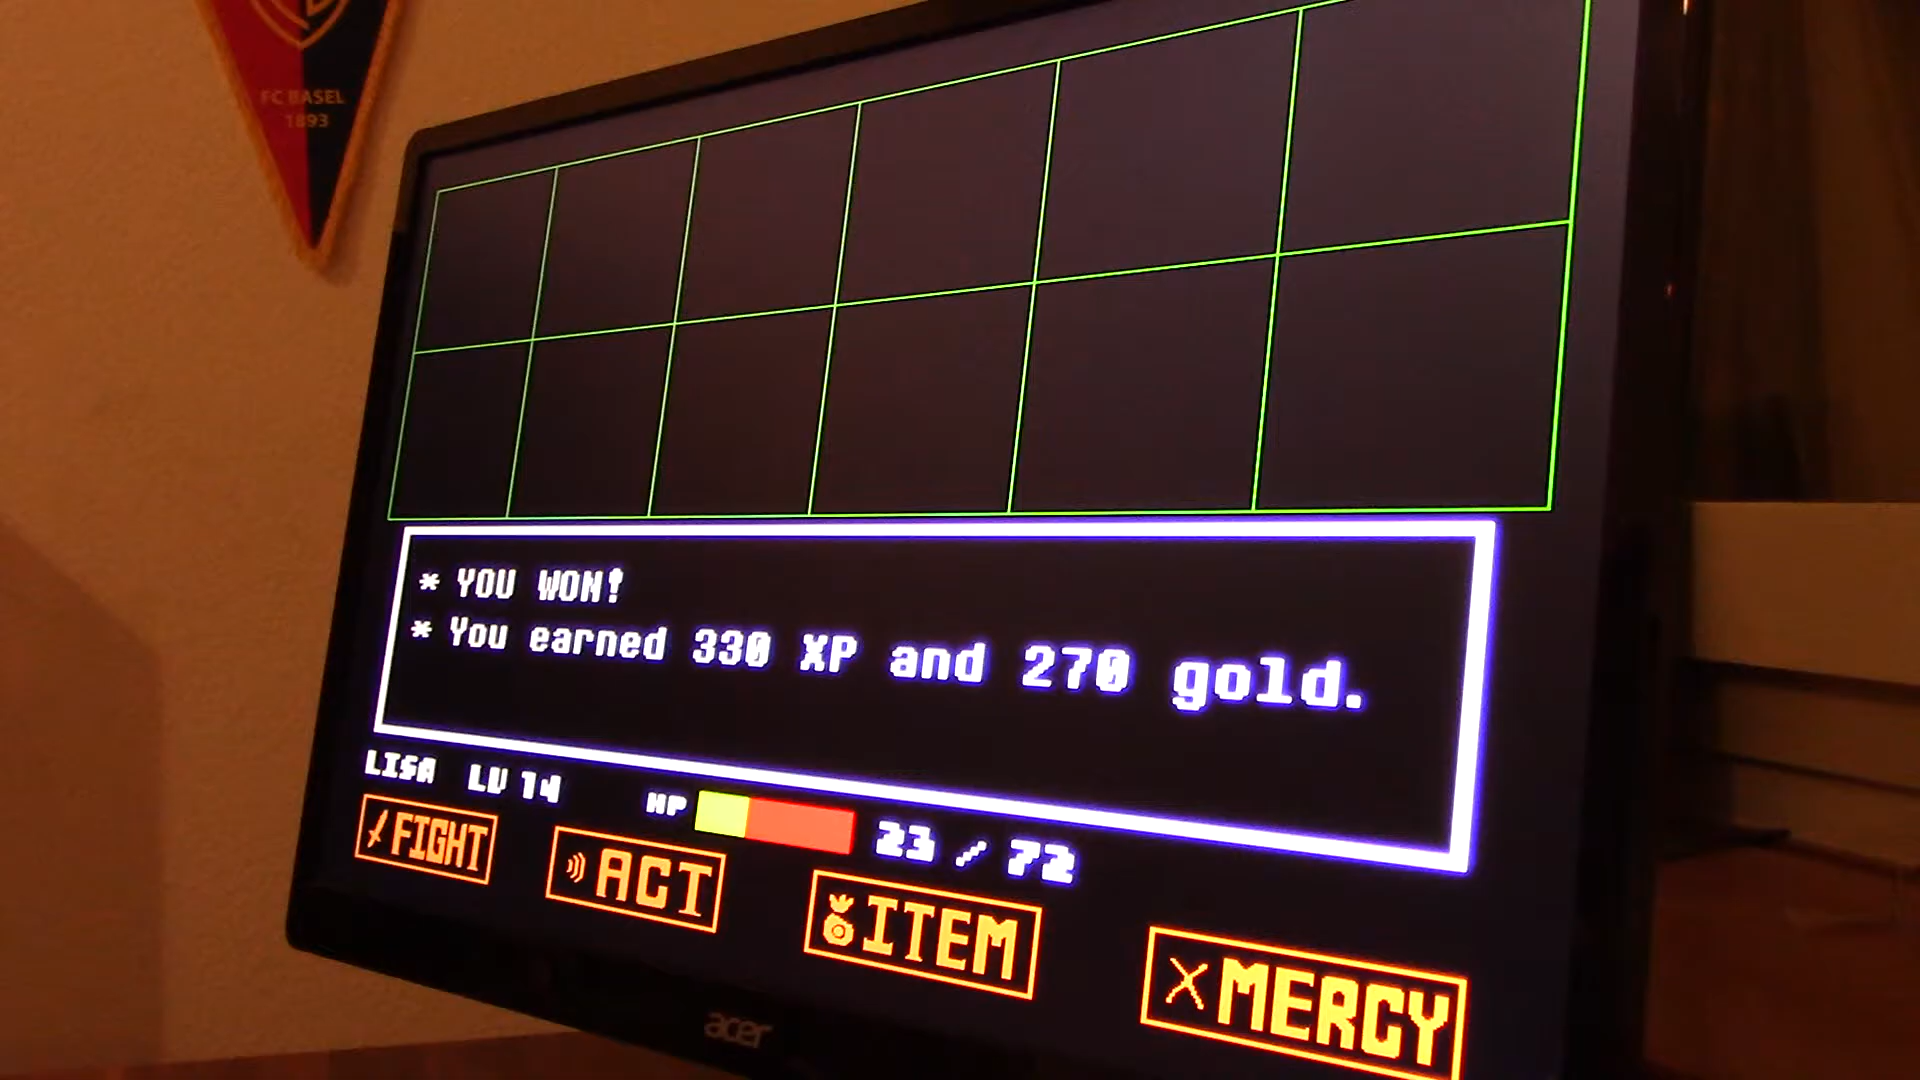 FC BASEL
1893
* YOU WON!
* You earned 330 XP and 270 gold.
LISA LV 14 HP 23 / 72
FIGHT ACT ITEM MERCY
acer